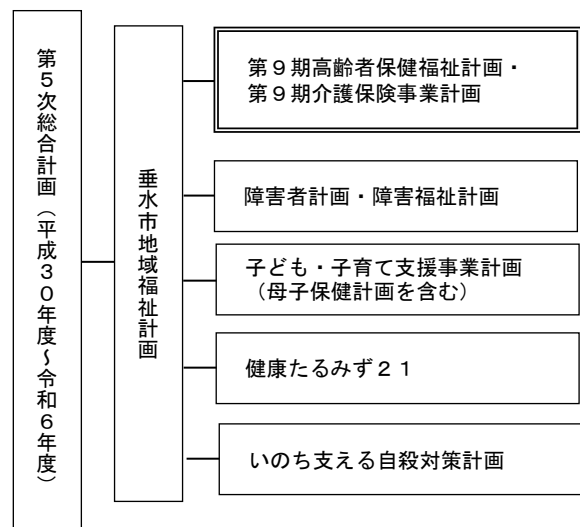 第5次総合計画（平成30年度～令和6年度）
垂水市地域福祉計画
第９期高齢者保健福祉計画・
第９期介護保険事業計画
障害者計画・障害福祉計画
子ども・子育て支援事業計画
（母子保健計画を含む）
健康たるみず２１
いのち支える自殺対策計画